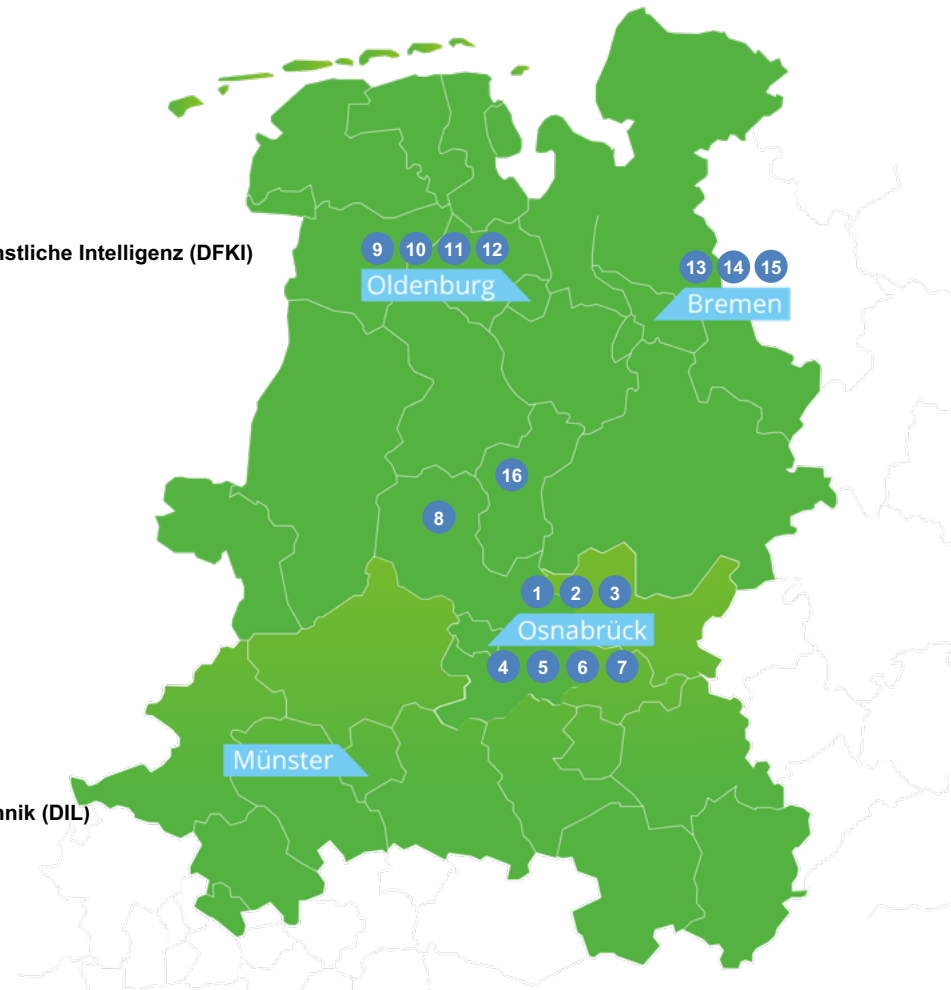 nstliche Intelligenz (DFKI)
9 10 11 12
Oldenburg
13 14 15
Bremen
16
8
1 2 3
Osnabrück
4 5 6 7
Münster
nik (DIL)